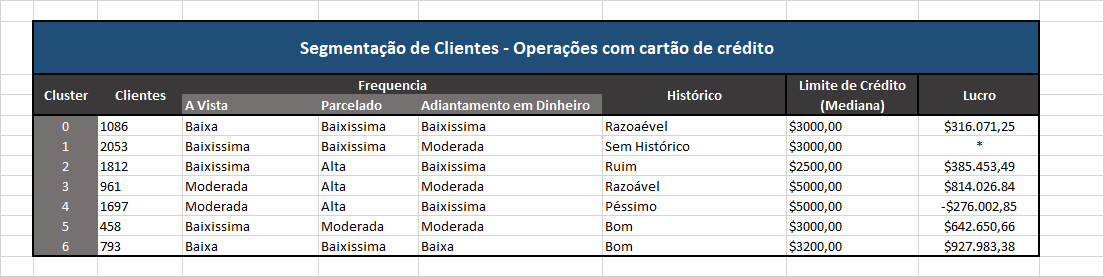 Segmentação de Clientes - Operações com cartão de crédito
Cluster Clientes Frequencia Histórico Limite de Crédito (Mediana) Lucro
A Vista Parcelado Adiantamento em Dinheiro
0 1086 Baixa Baixissima Baixissima Razoaével $3000,00 $316.071,25
1 2053 Baixissima Baixissima Moderada Sem Histórico $3000,00 *
2 1812 Baixissima Alta Baixissima Ruim $2500,00 $385.453,49
3 961 Moderada Alta Moderada Razoável $5000,00 $814.026.84
4 1697 Moderada Alta Baixissima Péssimo $5000,00 -$276.002,85
5 458 Baixissima Moderada Moderada Bom $3000,00 $642.650,66
6 793 Baixa Baixissima Baixa Bom $3200,00 $927.983,38